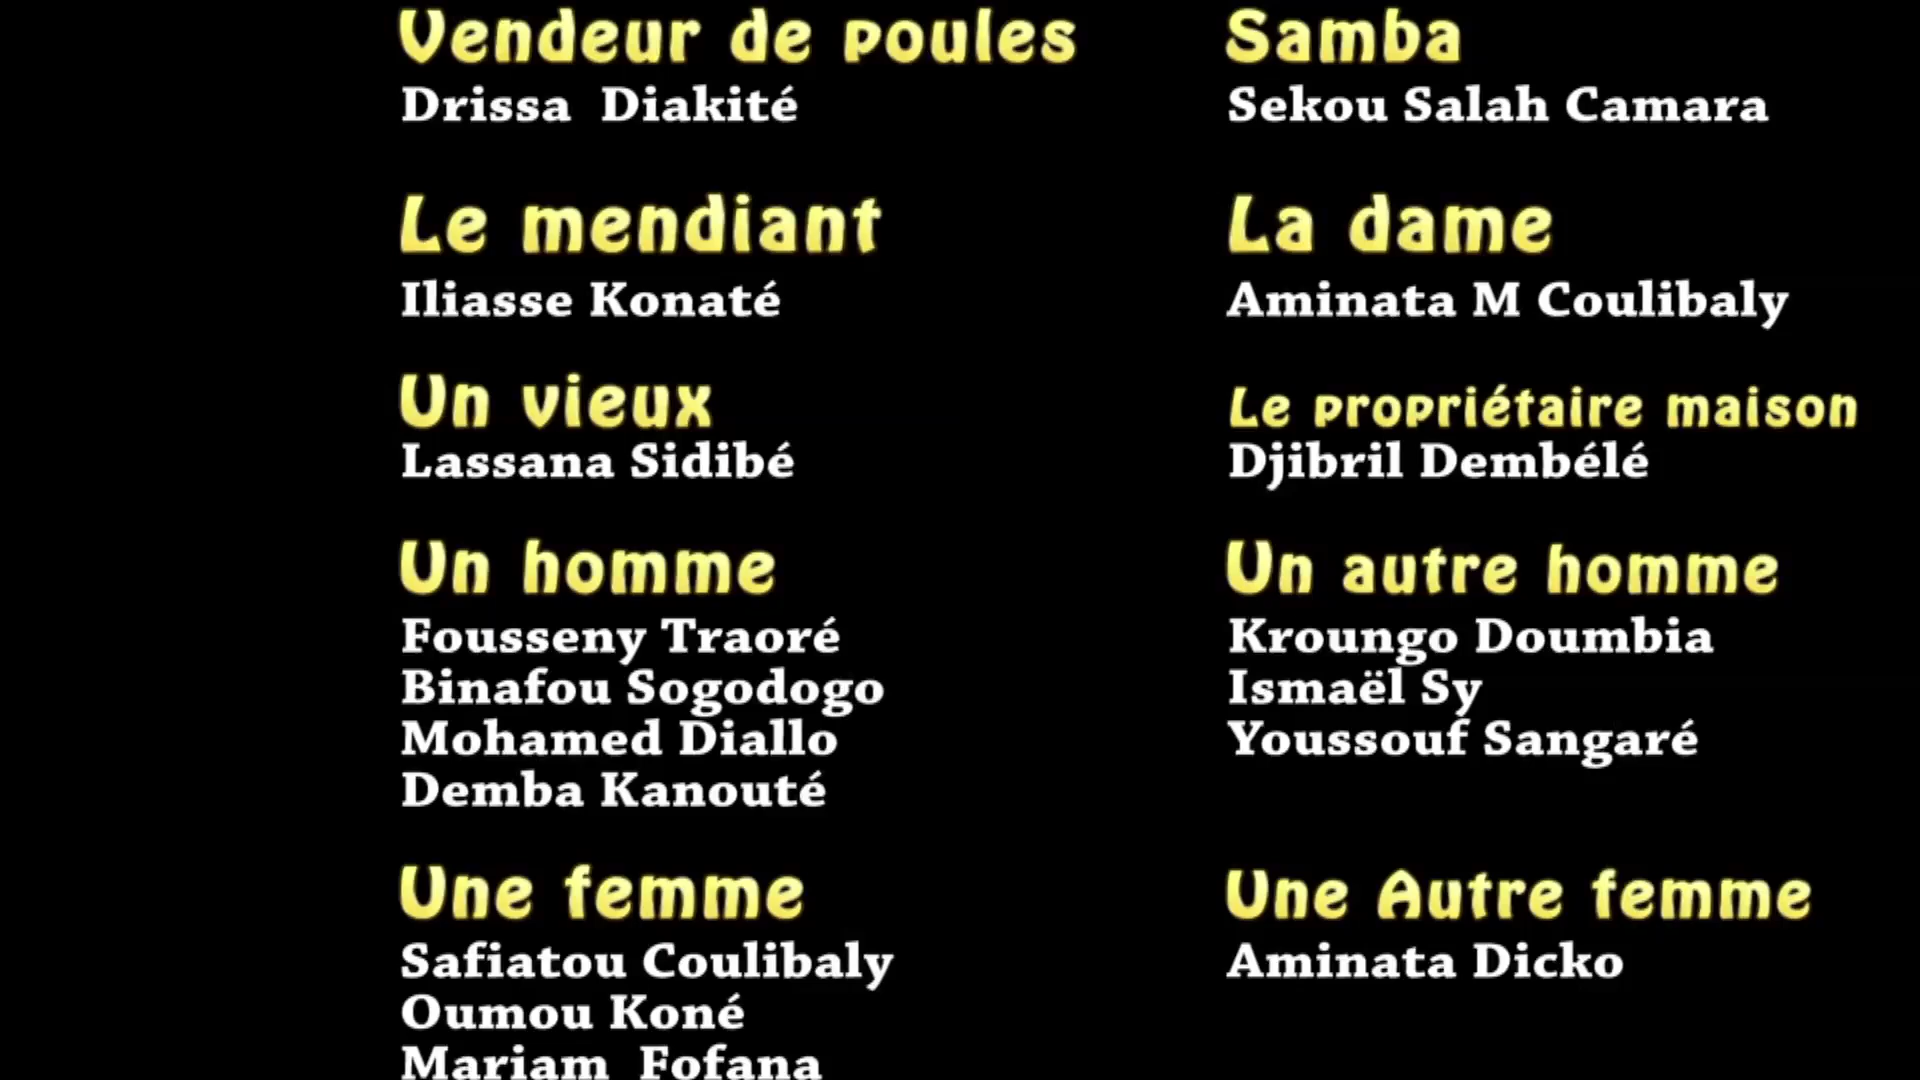 Vendeur de poules
Drissa Diakité
Samba
Sekou Salah Camara
Le mendiant
Iliasse Konaté
La dame
Aminata M Coulibaly
Un vieux
Lassana Sidibé
Le propriétaire maison
Djibril Dembélé
Un homme
Fousseny Traoré
Binafou Sogodogo
Mohamed Diallo
Demba Kanouté
Un autre homme
Kroungo Doumbia
Ismaël Sy
Youssouf Sangaré
Une femme
Safiatou Coulibaly
Oumou Koné
Mariam Fofana
Une Autre femme
Aminata Dicko